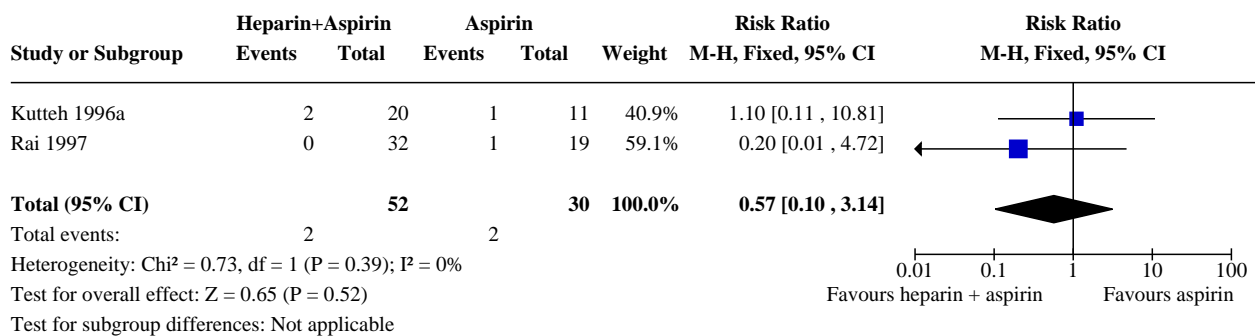 Heparin+Aspirin Aspirin Risk Ratio Risk Ratio
Study or Subgroup Events Total Events Total Weight M-H, Fixed, 95% CI M-H, Fixed, 95% CI
Kutteh 1996a 2 20 1 11 40.9% 1.10 [0.11 , 10.81]
Rai 1997 0 32 1 19 59.1% 0.20 [0.01 , 4.72]
Total (95% CI) 52 30 100.0% 0.57 [0.10 , 3.14]
Total events: 2 2
Heterogeneity: Chi² = 0.73, df = 1 (P = 0.39); I² = 0%
0.01 0.1 1 10 100
Test for overall effect: Z = 0.65 (P = 0.52)
Favours heparin + aspirin Favours aspirin
Test for subgroup differences: Not applicable